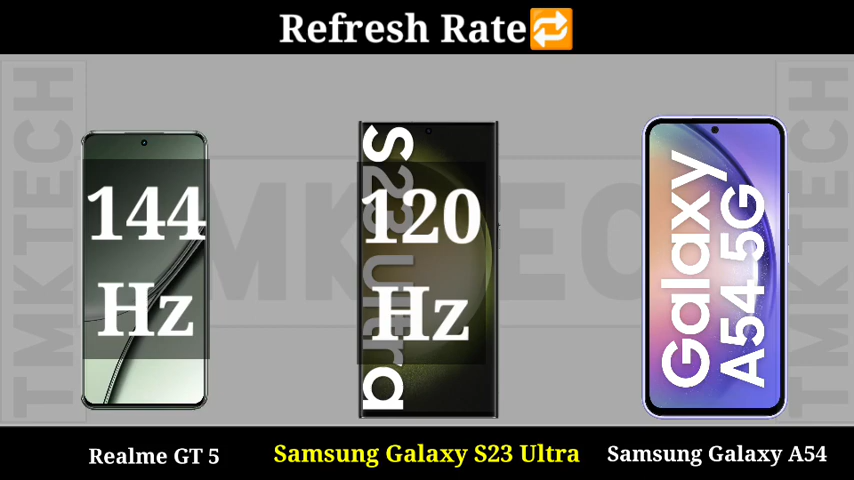 Refresh Rate🔁
TMKTECH
TMKTECH
TMKTECH
144
Hz
S23 Ultra
120
Hz
Galaxy
A54 5G
Realme GT 5
Samsung Galaxy S23 Ultra
Samsung Galaxy A54